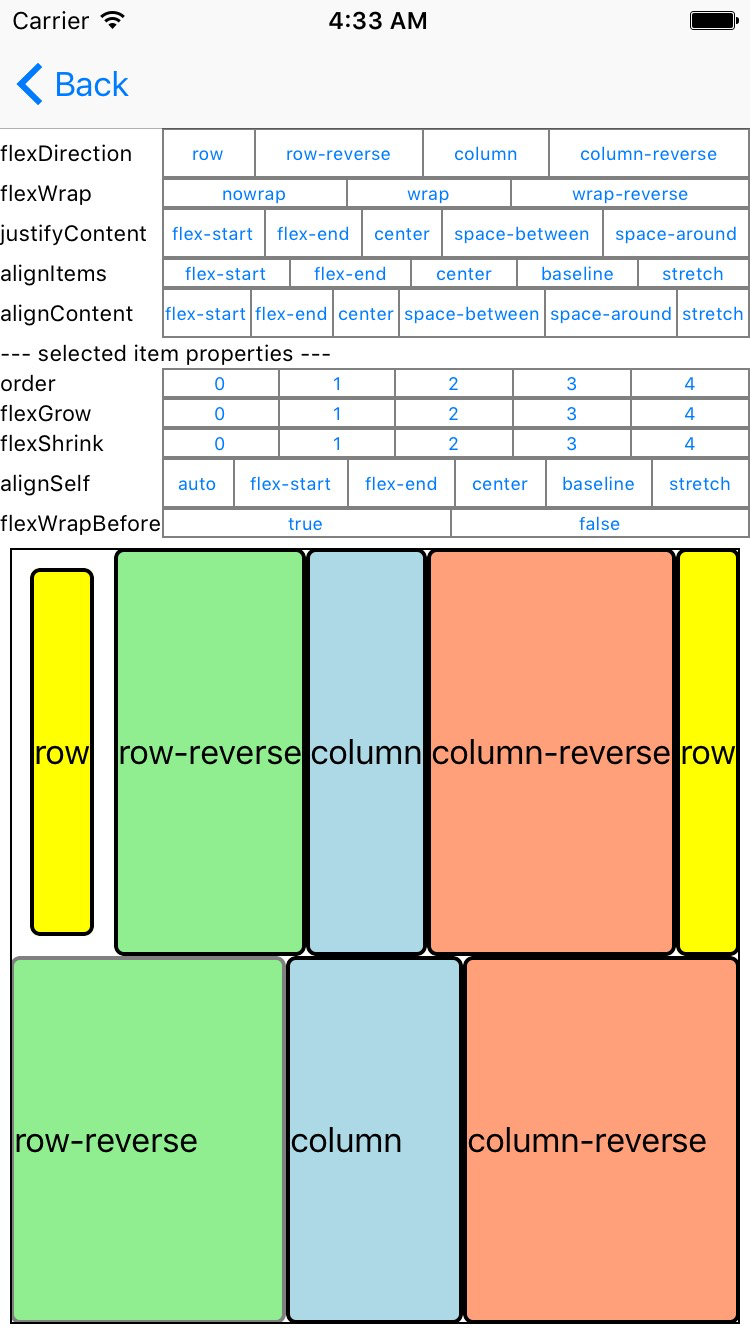 Carrier 4:33 AM
Back
flexDirection row row-reverse column column-reverse
flexWrap nowrap wrap wrap-reverse
justifyContent flex-start flex-end center space-between space-around
alignItems flex-start flex-end center baseline stretch
alignContent flex-start flex-end center space-between space-around stretch
--- selected item properties ---
order 0 1 2 3 4
flexGrow 0 1 2 3 4
flexShrink 0 1 2 3 4
alignSelf auto flex-start flex-end center baseline stretch
flexWrapBefore true false
row row-reverse column column-reverse row
row-reverse column column-reverse